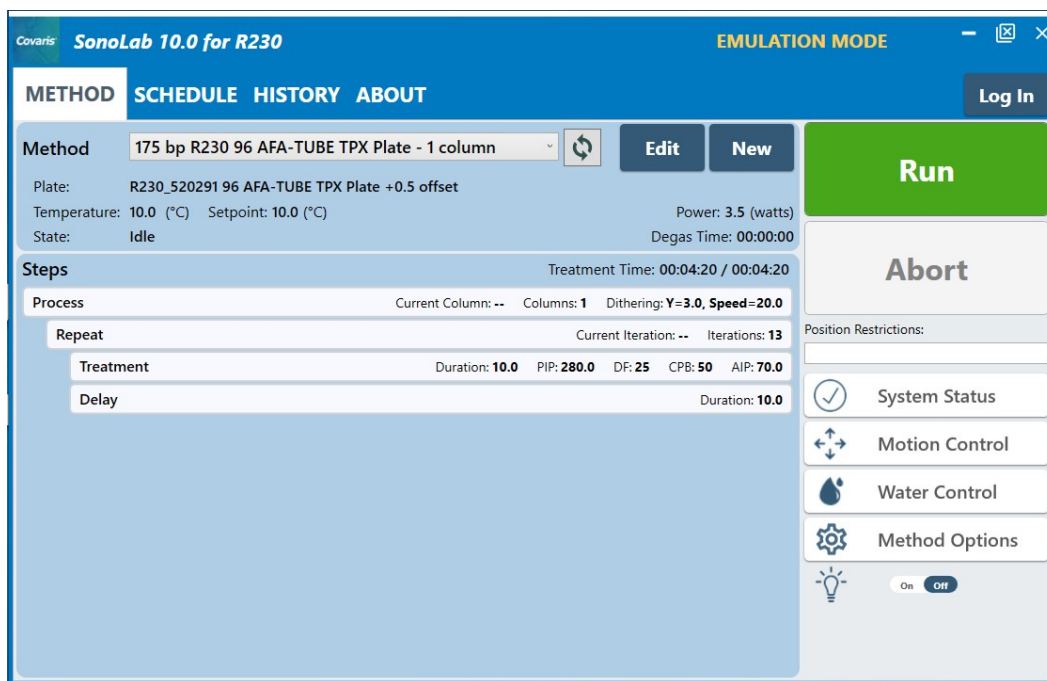 Covaris SonoLab 10.0 for R230 EMULATION MODE
METHOD SCHEDULE HISTORY ABOUT Log In
Method 175 bp R230 96 AFA-TUBE TPX Plate - 1 column Edit New
Plate: R230_520291 96 AFA-TUBE TPX Plate +0.5 offset
Temperature: 10.0 (°C) Setpoint: 10.0 (°C) Power: 3.5 (watts)
State: Idle Degas Time: 00:00:00
Run
Steps Treatment Time: 00:04:20 / 00:04:20
Process Current Column: -- Columns: 1 Dithering: Y=3.0, Speed=20.0
Repeat Current Iteration: -- Iterations: 13
Treatment Duration: 10.0 PIP: 280.0 DF: 25 CPB: 50 AIP: 70.0
Delay Duration: 10.0
Abort
Position Restrictions:
System Status
Motion Control
Water Control
Method Options
On Off